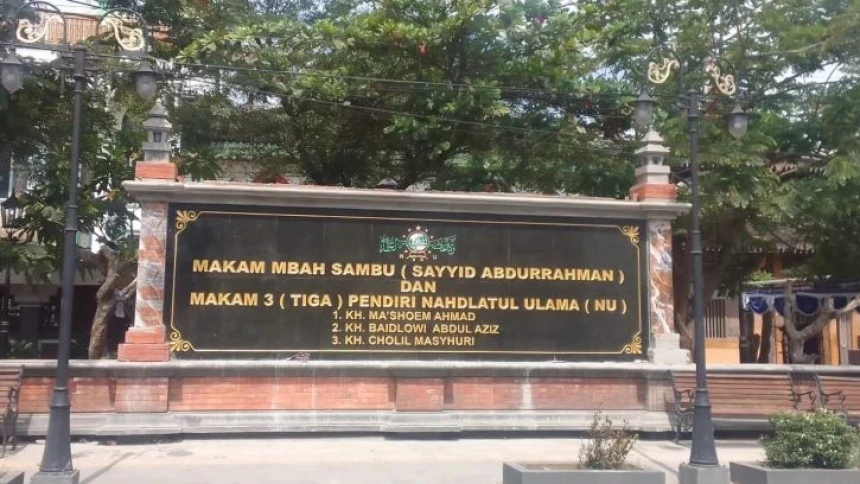 MAKAM MBAH SAMBU ( SAYYID ABDURRAHMAN )
DAN
MAKAM 3 ( TIGA ) PENDIRI NAHDLATUL ULAMA ( NU )
1. KH. MA'SHOEM AHMAD
2. KH. BAIDLOWI ABDUL AZIZ
3. KH. CHOLIL MASYHURI